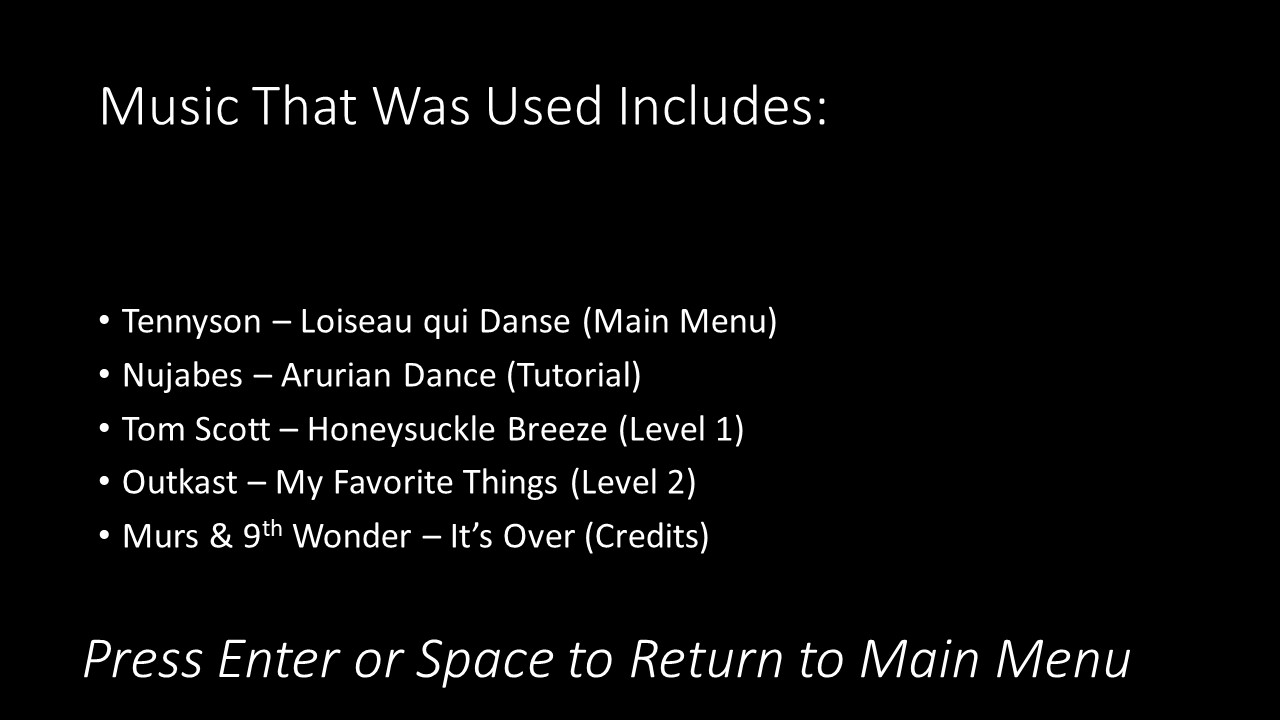 Music That Was Used Includes:
• Tennyson – Loiseau qui Danse (Main Menu)
• Nujabes – Arurian Dance (Tutorial)
• Tom Scott – Honeysuckle Breeze (Level 1)
• Outkast – My Favorite Things (Level 2)
• Murs & 9th Wonder – It’s Over (Credits)
Press Enter or Space to Return to Main Menu